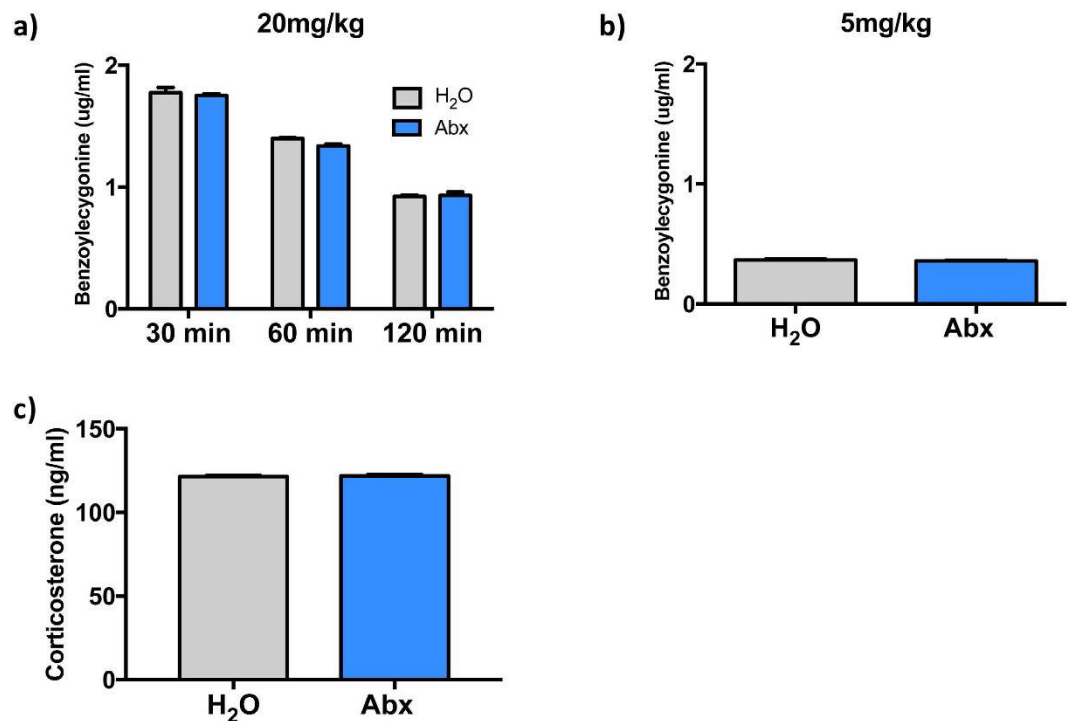 a)
20mg/kg
Benzoylecygonine (ug/ml)
2
1
0
H₂O
Abx
30 min 60 min 120 min
b)
5mg/kg
Benzoylecygonine (ug/ml)
2
1
0
H₂O Abx
c)
Corticosterone (ng/ml)
150
100
50
0
H₂O Abx